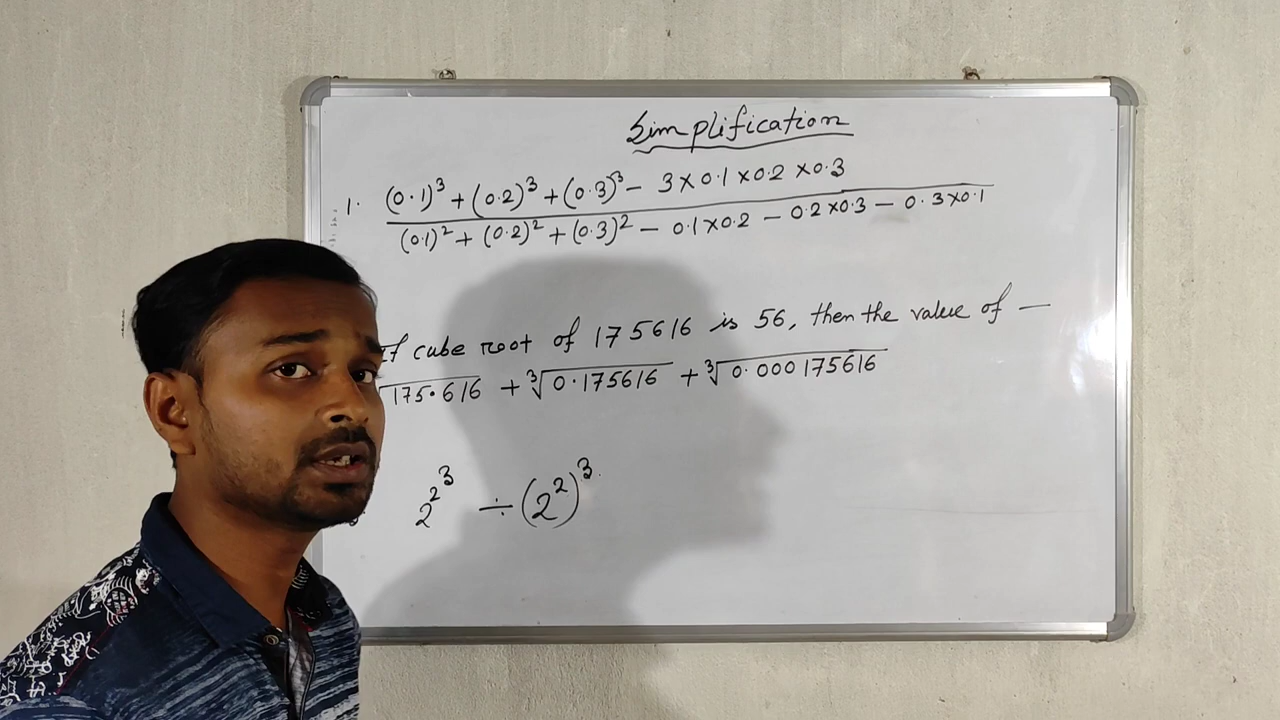 Simplification
1. (0.1)³ + (0.2)³ + (0.3)³ - 3×0.1×0.2×0.3
(0.1)² + (0.2)² + (0.3)² - 0.1×0.2 - 0.2×0.3 - 0.3×0.1
If cube root of 175616 is 56, then the value of —
175.616 + ∛0.175616 + ∛0.000175616
2^2^3 ÷ (2²)³